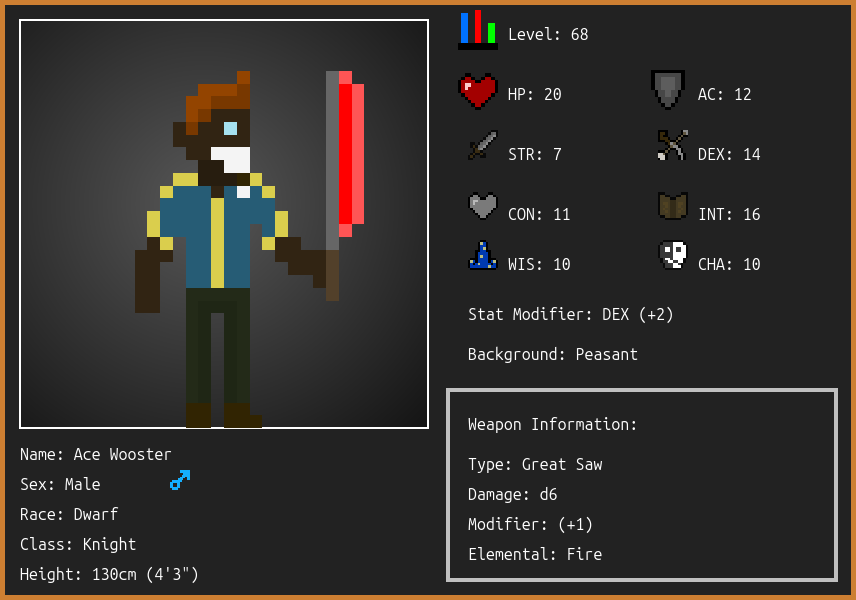 Level: 68
HP: 20
AC: 12
STR: 7
DEX: 14
CON: 11
INT: 16
WIS: 10
CHA: 10
Stat Modifier: DEX (+2)
Background: Peasant
Weapon Information:
Type: Great Saw
Damage: d6
Modifier: (+1)
Elemental: Fire
Name: Ace Wooster
Sex: Male
Race: Dwarf
Class: Knight
Height: 130cm (4'3")